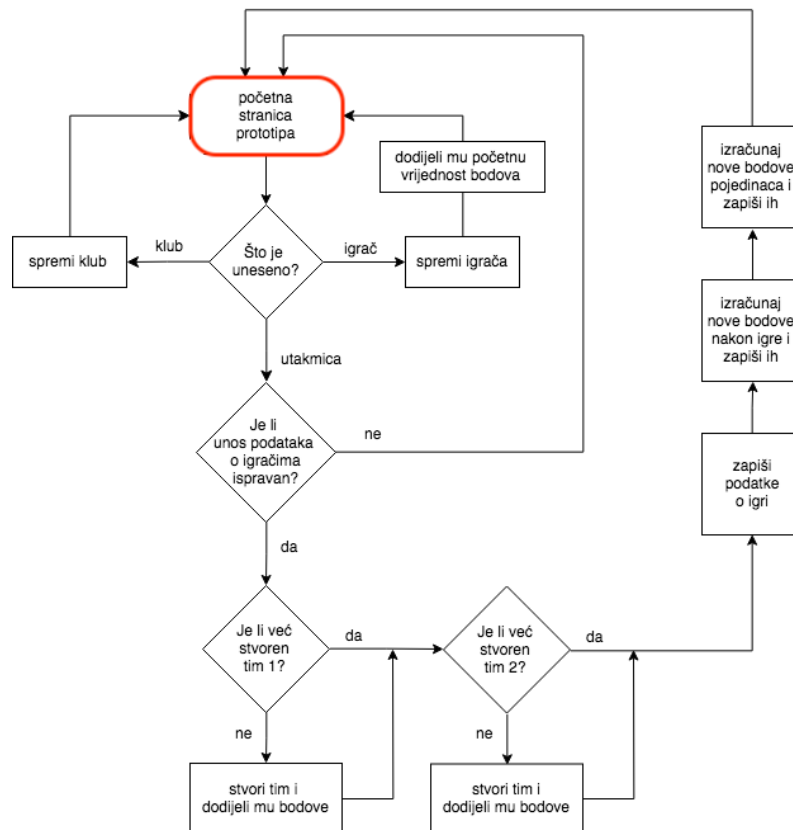 početna
stranica
prototipa
dodijeli mu početnu
vrijednost bodova
izračunaj
nove bodove
pojedinaca i
zapiši ih
klub
igrač
spremi klub
Što je
uneseno?
spremi igrača
izračunaj
nove bodove
nakon igre i
zapiši ih
utakmica
Je li
unos podataka
o igračima
ispravan?
ne
zapiši
podatke
o igri
da
Je li već
stvoren
tim 1?
da
Je li već
stvoren
tim 2?
da
ne
ne
stvori tim i
dodijeli mu bodove
stvori tim i
dodijeli mu bodove